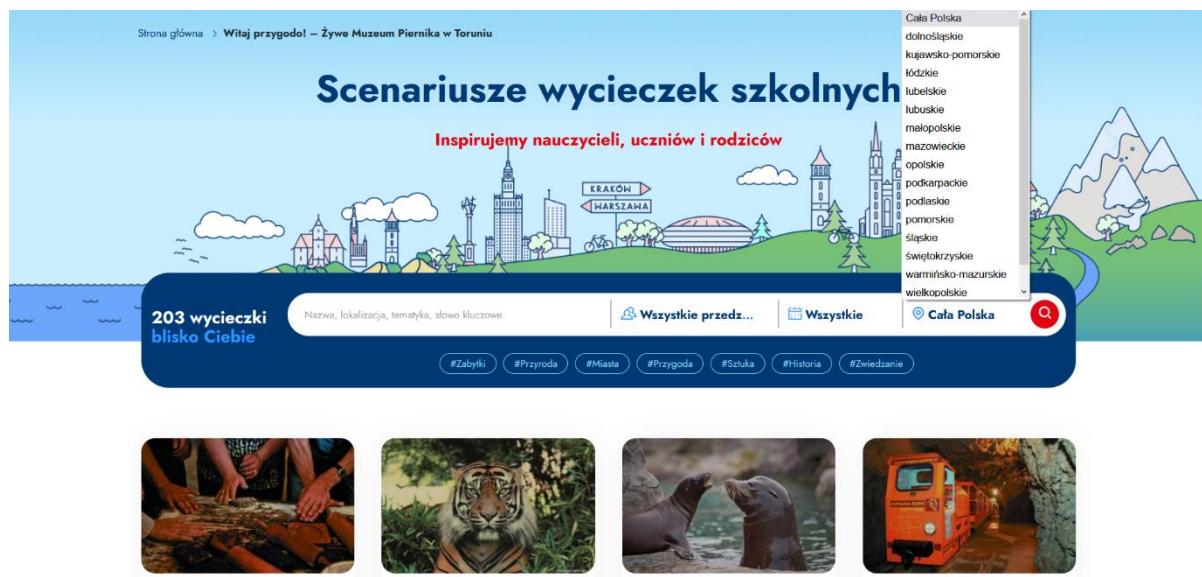 Strona główna > Witaj przygodo! – Żywe Muzeum Piernika w Toruniu
Scenariusze wycieczek szkolnych
Inspirujemy nauczycieli, uczniów i rodziców
KRAKÓW
WARSZAWA
Cała Polska
dolnośląskie
kujawsko-pomorskie
łódzkie
lubelskie
lubuskie
małopolskie
mazowieckie
opolskie
podkarpackie
podlaskie
pomorskie
śląskie
świętokrzyskie
warmińsko-mazurskie
wielkopolskie
203 wycieczki
blisko Ciebie
Nazwa, lokalizacja, tematyka, słowo kluczowe
Wszystkie przedz...
Wszystkie
Cała Polska
#Zabytki #Przyroda #Miasta #Przygoda #Sztuka #Historia #Zwiedzanie